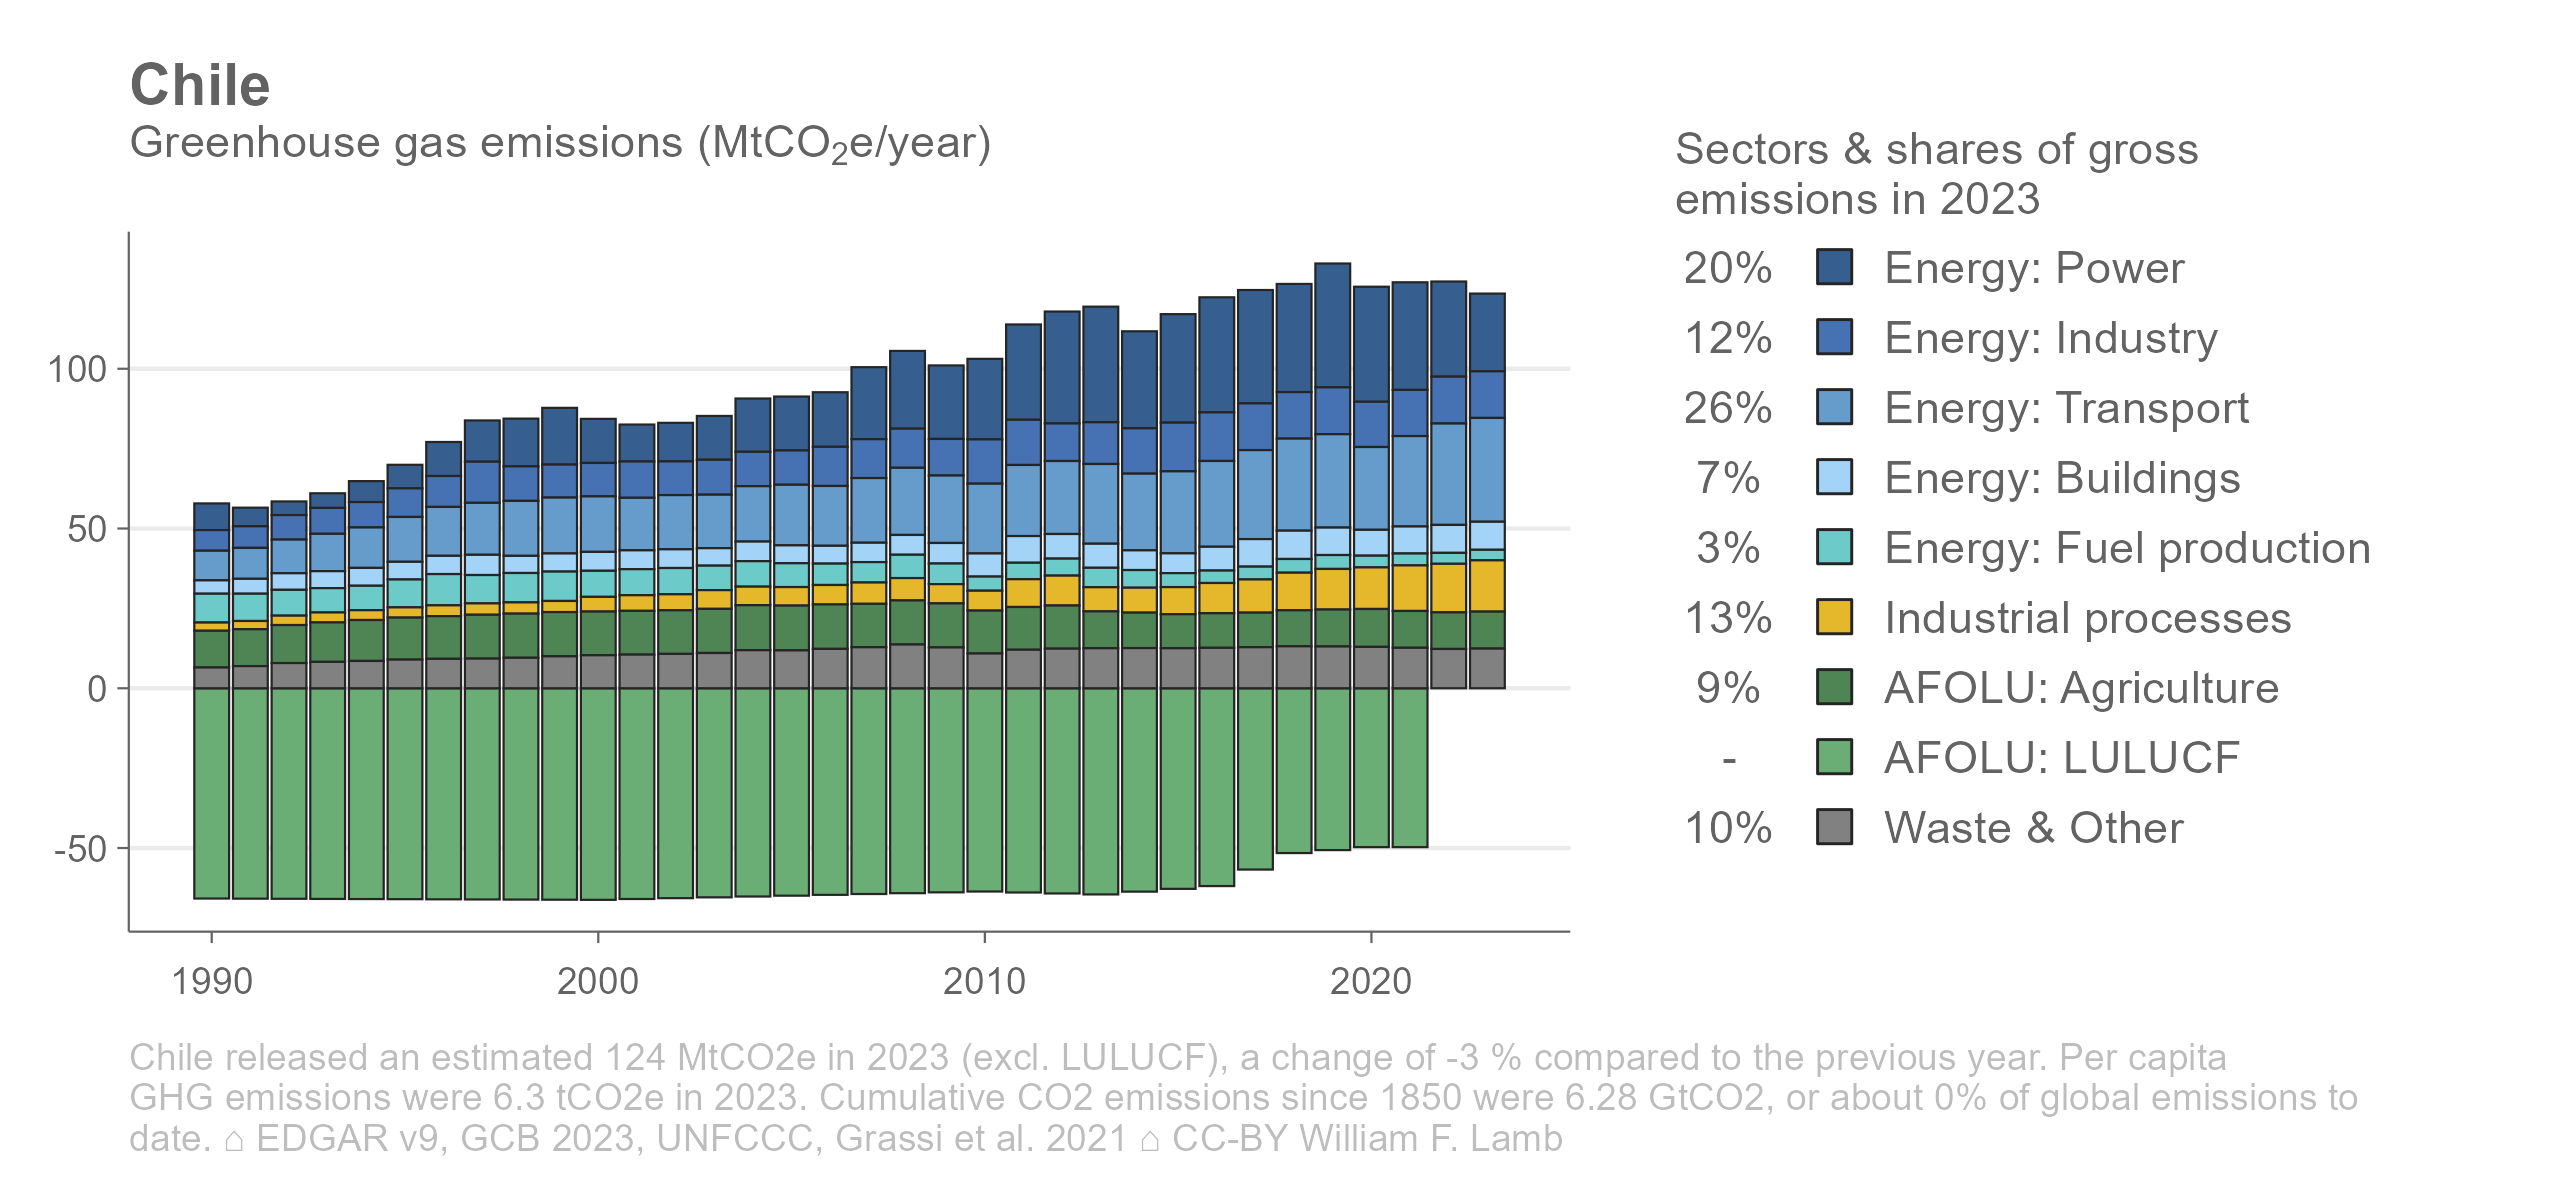 Chile
Greenhouse gas emissions (MtCO₂e/year)
Sectors & shares of gross
emissions in 2023
20% Energy: Power
12% Energy: Industry
26% Energy: Transport
7% Energy: Buildings
3% Energy: Fuel production
13% Industrial processes
9% AFOLU: Agriculture
- AFOLU: LULUCF
10% Waste & Other
100
50
0
-50
1990 2000 2010 2020
Chile released an estimated 124 MtCO2e in 2023 (excl. LULUCF), a change of -3 % compared to the previous year. Per capita
GHG emissions were 6.3 tCO2e in 2023. Cumulative CO2 emissions since 1850 were 6.28 GtCO2, or about 0% of global emissions to
date. ⌂ EDGAR v9, GCB 2023, UNFCCC, Grassi et al. 2021 ⌂ CC-BY William F. Lamb